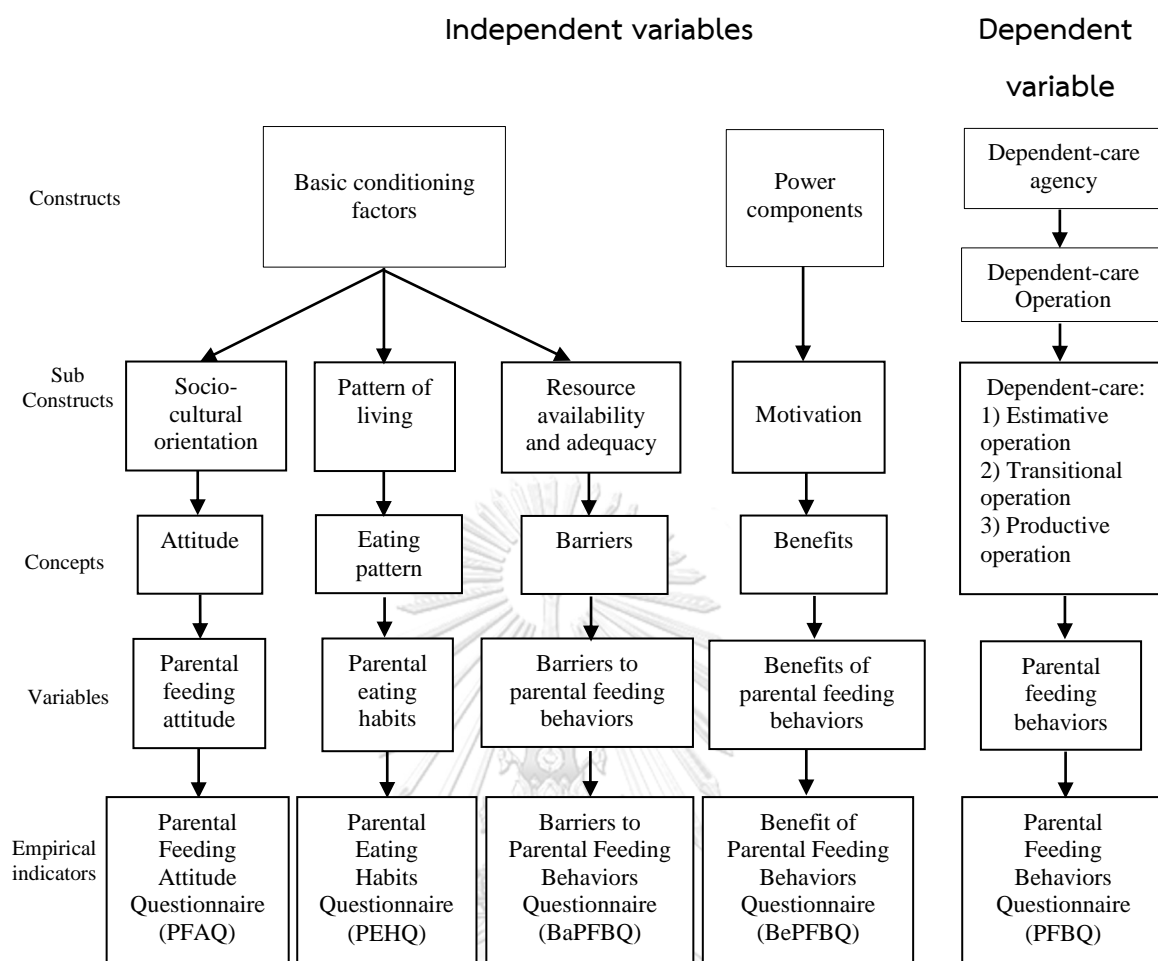 Independent variables
Dependent
variable
Constructs
Basic conditioning
factors
Power
components
Dependent-care
agency
Dependent-care
Operation
Sub
Constructs
Socio-
cultural
orientation
Pattern of
living
Resource
availability
and adequacy
Motivation
Dependent-care:
1) Estimative
operation
2) Transitional
operation
3) Productive
operation
Concepts
Attitude
Eating
pattern
Barriers
Benefits
Variables
Parental
feeding
attitude
Parental
eating
habits
Barriers to
parental feeding
behaviors
Benefits of
parental feeding
behaviors
Parental
feeding
behaviors
Empirical
indicators
Parental
Feeding
Attitude
Questionnaire
(PFAQ)
Parental
Eating
Habits
Questionnaire
(PEHQ)
Barriers to
Parental Feeding
Behaviors
Questionnaire
(BaPFBQ)
Benefit of
Parental Feeding
Behaviors
Questionnaire
(BePFBQ)
Parental
Feeding
Behaviors
Questionnaire
(PFBQ)